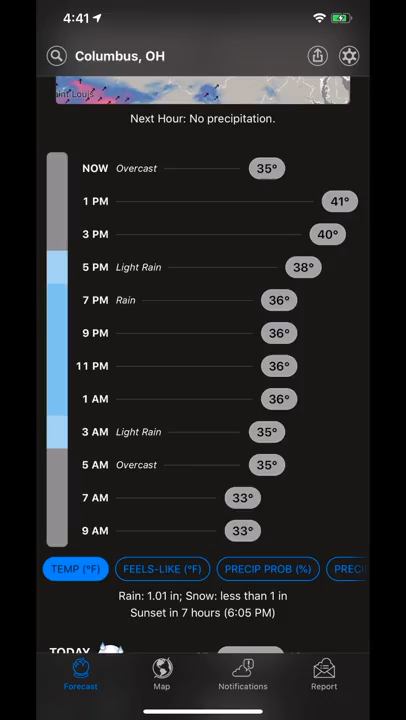 4:41
Columbus, OH
int Louis
Next Hour: No precipitation.
NOW Overcast 35°
1 PM 41°
3 PM 40°
5 PM Light Rain 38°
7 PM Rain 36°
9 PM 36°
11 PM 36°
1 AM 36°
3 AM Light Rain 35°
5 AM Overcast 35°
7 AM 33°
9 AM 33°
TEMP (°F) FEELS-LIKE (°F) PRECIP PROB (%) PRECI
Rain: 1.01 in; Snow: less than 1 in
Sunset in 7 hours (6:05 PM)
TODAY
Forecast Map Notifications Report